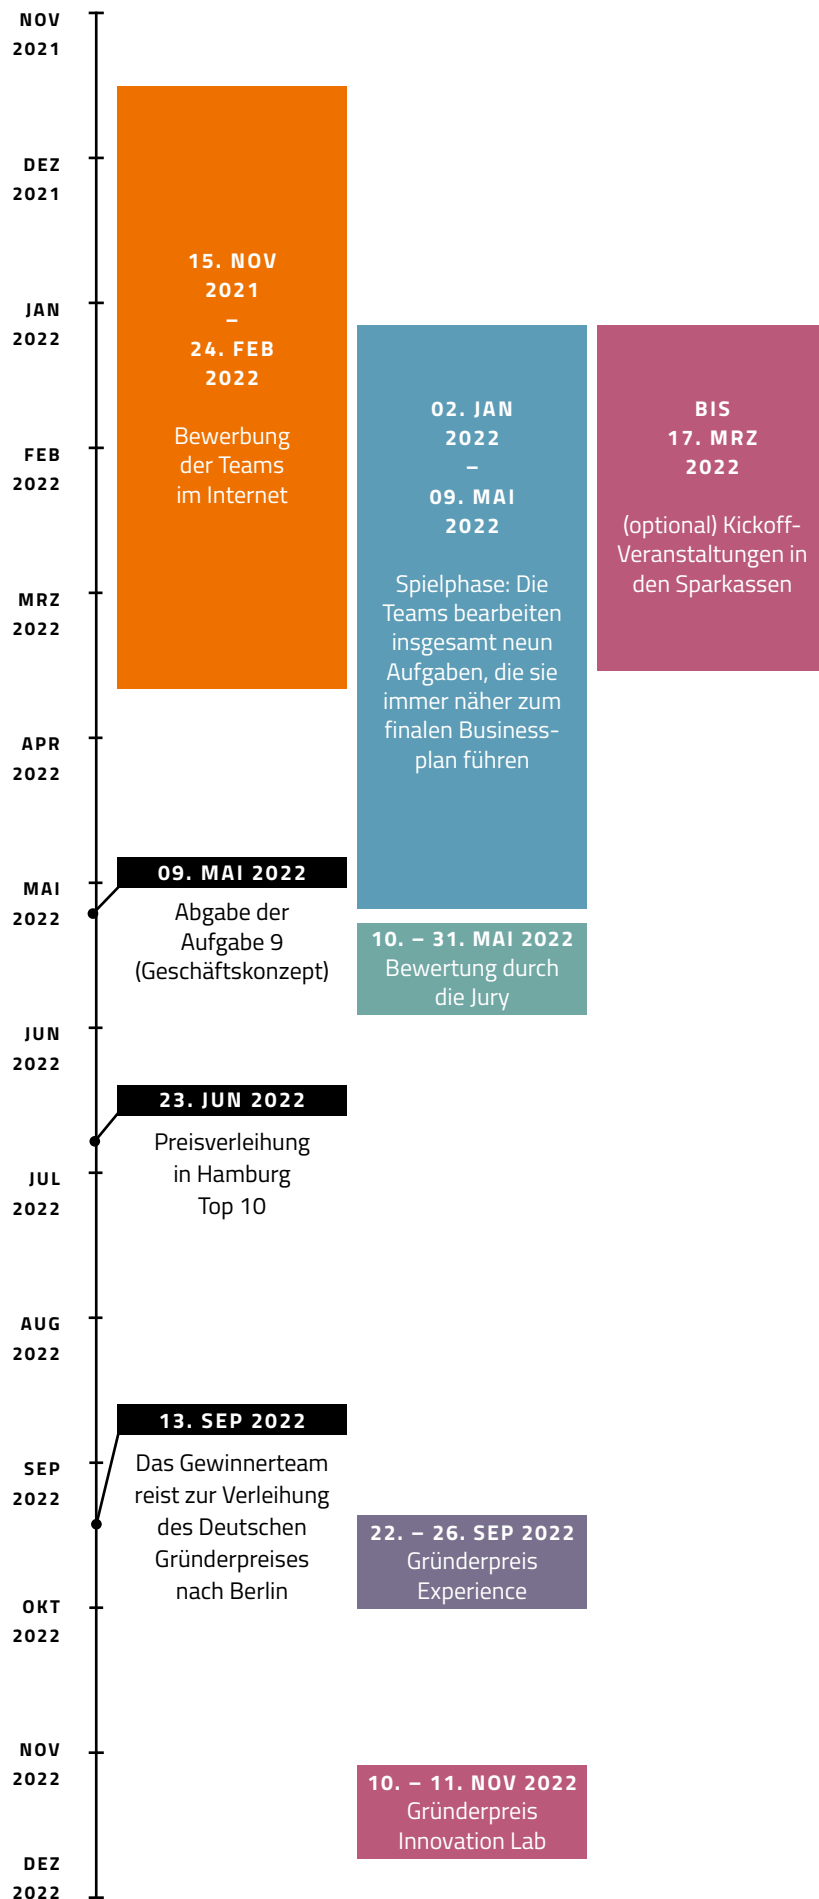 NOV
2021
DEZ
2021
JAN
2022
FEB
2022
MRZ
2022
APR
2022
MAI
2022
JUN
2022
JUL
2022
AUG
2022
SEP
2022
OKT
2022
NOV
2022
DEZ
2022
15. NOV
2021
–
24. FEB
2022
Bewerbung
der Teams
im Internet
02. JAN
2022
–
09. MAI
2022
Spielphase: Die
Teams bearbeiten
insgesamt neun
Aufgaben, die sie
immer näher zum
finalen Business-
plan führen
BIS
17. MRZ
2022
(optional) Kickoff-
Veranstaltungen in
den Sparkassen
09. MAI 2022
Abgabe der
Aufgabe 9
(Geschäftskonzept)
10. – 31. MAI 2022
Bewertung durch
die Jury
23. JUN 2022
Preisverleihung
in Hamburg
Top 10
13. SEP 2022
Das Gewinnerteam
reist zur Verleihung
des Deutschen
Gründerpreises
nach Berlin
22. – 26. SEP 2022
Gründerpreis
Experience
10. – 11. NOV 2022
Gründerpreis
Innovation Lab